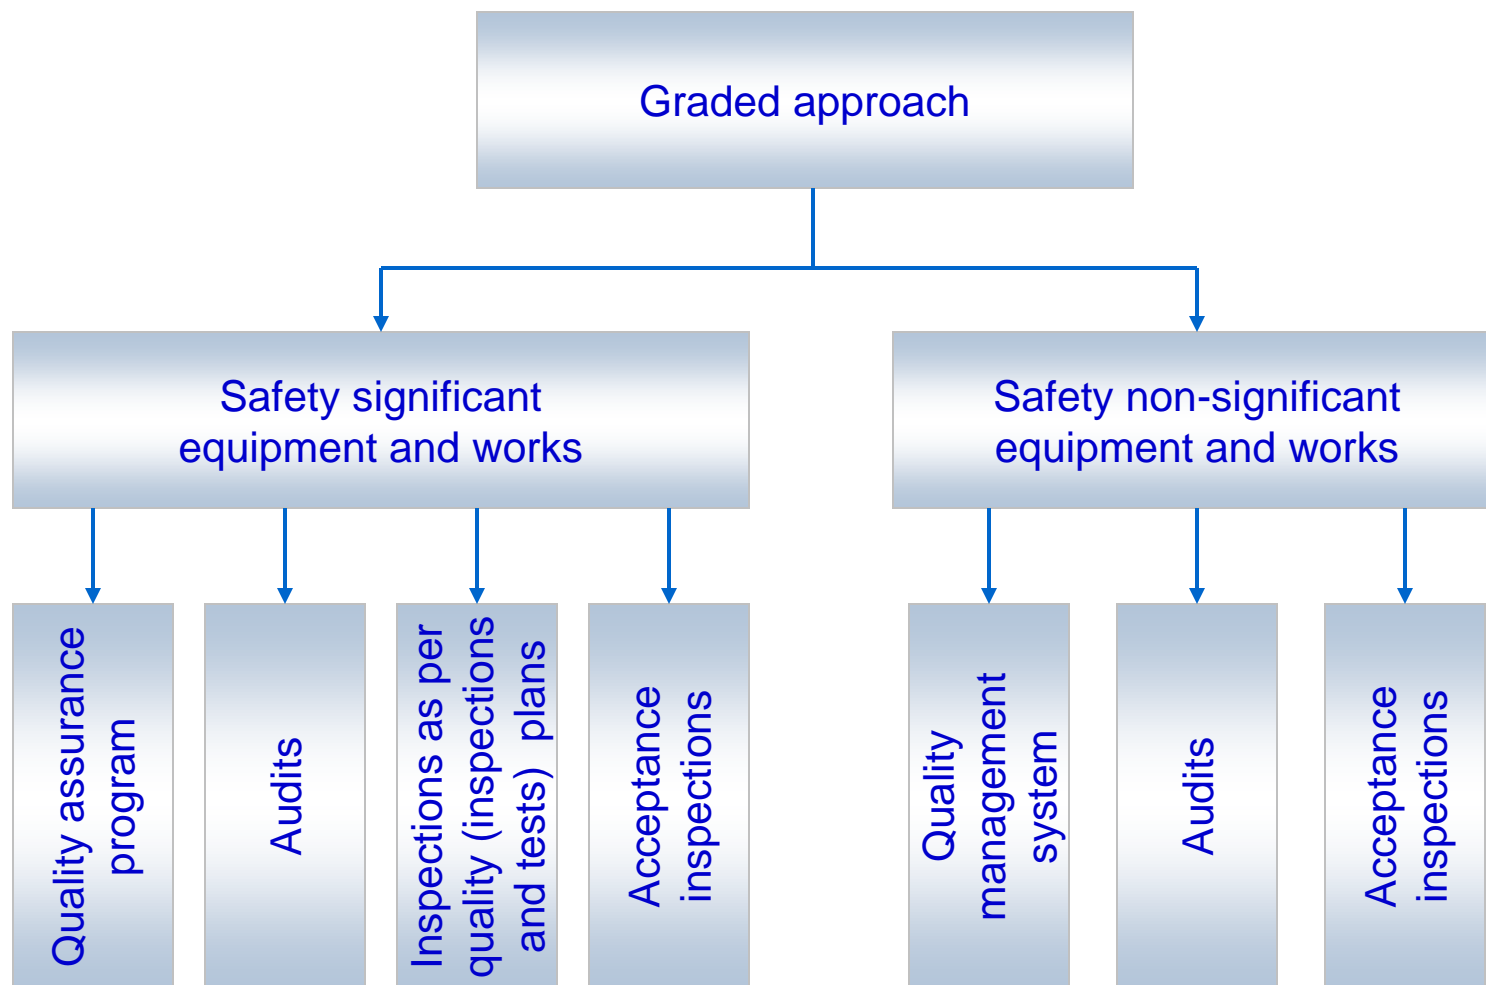 Graded approach
Safety significant
equipment and works
Safety non-significant
equipment and works
Quality assurance
program
Audits
Inspections as per
quality (inspections
and tests)  plans
Acceptance
inspections
Quality
management
system
Audits
Acceptance
inspections